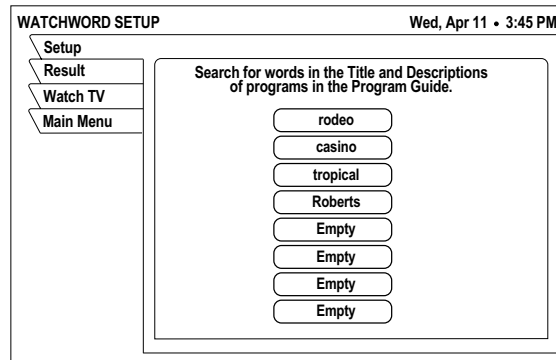 WATCHWORD SETUP
Wed, Apr 11 • 3:45 PM
Setup
Result
Watch TV
Main Menu
Search for words in the Title and Descriptions
of programs in the Program Guide.
rodeo
casino
tropical
Roberts
Empty
Empty
Empty
Empty